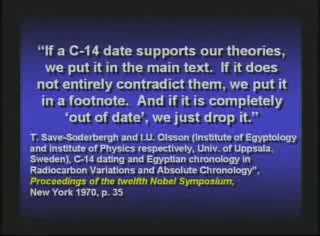 “If a C-14 date supports our theories,
we put it in the main text. If it does
not entirely contradict them, we put it
in a footnote. And if it is completely
‘out of date’, we just drop it.”
T. Save-Soderbergh and I.U. Olsson (Institute of Egyptology
and Institute of Physics respectively, Univ. of Uppsala,
Sweden), C-14 dating and Egyptian chronology in
Radiocarbon Variations and Absolute Chronology”,
Proceedings of the twelfth Nobel Symposium,
New York 1970, p. 35